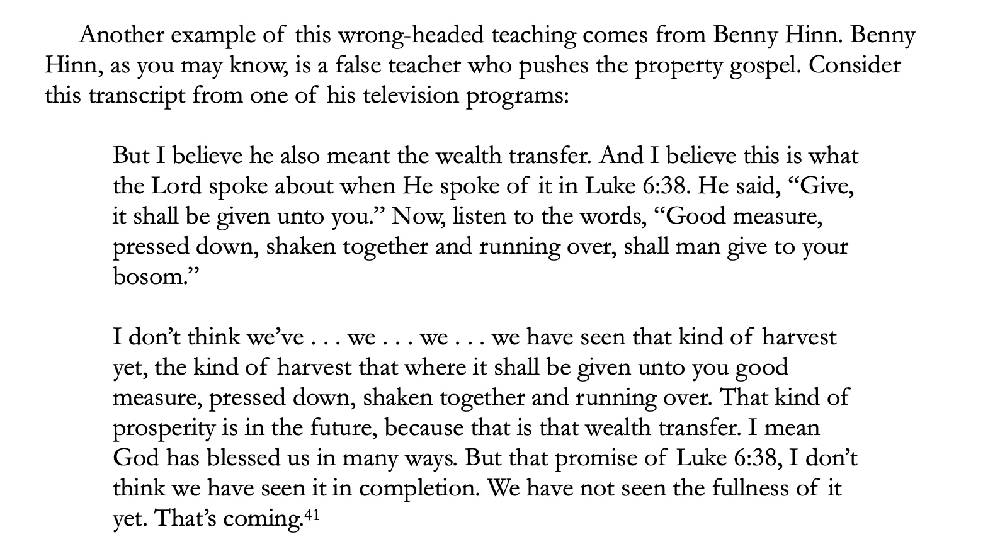 Another example of this wrong-headed teaching comes from Benny Hinn. Benny
Hinn, as you may know, is a false teacher who pushes the property gospel. Consider
this transcript from one of his television programs:
But I believe he also meant the wealth transfer. And I believe this is what
the Lord spoke about when He spoke of it in Luke 6:38. He said, “Give,
it shall be given unto you.” Now, listen to the words, “Good measure,
pressed down, shaken together and running over, shall man give to your
bosom.”
I don’t think we’ve . . . we . . . we . . . we have seen that kind of harvest
yet, the kind of harvest that where it shall be given unto you good
measure, pressed down, shaken together and running over. That kind of
prosperity is in the future, because that is that wealth transfer. I mean
God has blessed us in many ways. But that promise of Luke 6:38, I don’t
think we have seen it in completion. We have not seen the fullness of it
yet. That’s coming.41